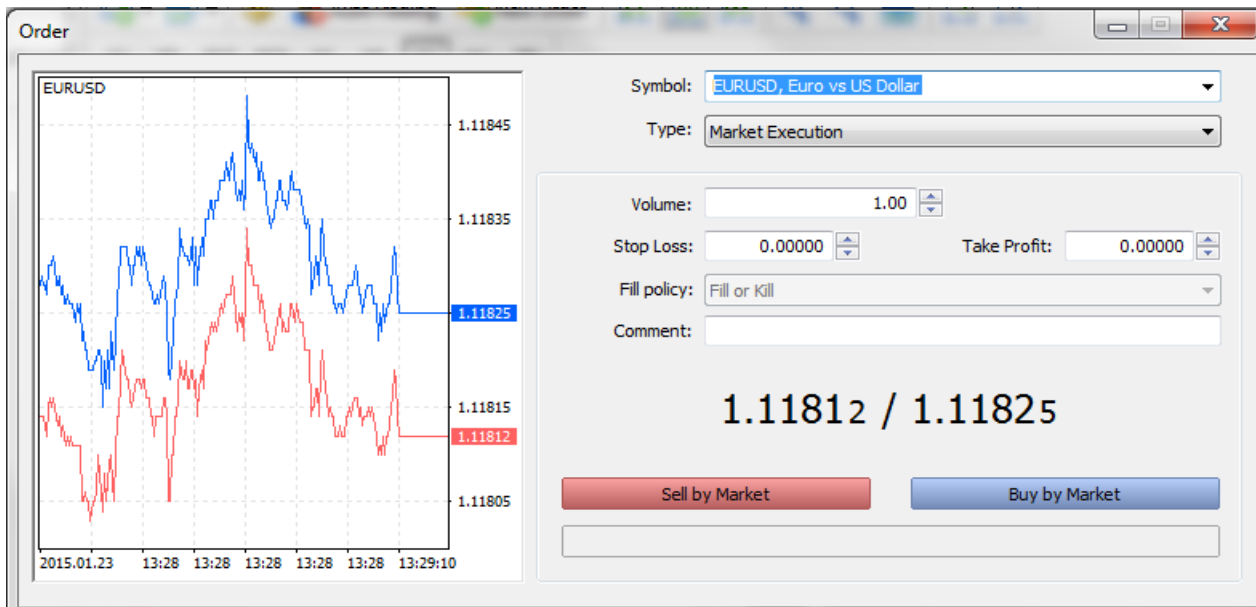 Order
EURUSD
1.11845
1.11835
1.11825
1.11815
1.11812
1.11805
2015.01.23 13:28 13:28 13:28 13:28 13:28 13:29:10
Symbol: EURUSD, Euro vs US Dollar
Type: Market Execution
Volume: 1.00
Stop Loss: 0.00000 Take Profit: 0.00000
Fill policy: Fill or Kill
Comment:
1.11812 / 1.11825
Sell by Market Buy by Market